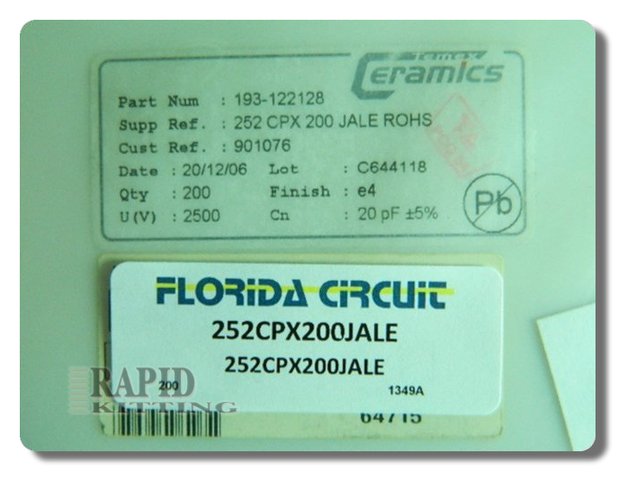 Temex
Ceramics
Part Num : 193-122128
Supp Ref. : 252 CPX 200 JALE ROHS
Cust Ref. : 901076
Date : 20/12/06 Lot : C644118
Qty : 200 Finish : e4
U(V) : 2500 Cn : 20 pF ±5%
Pb
FLORIDA CIRCUIT
252CPX200JALE
252CPX200JALE
200 1349A
RAPID
KITTING
64715